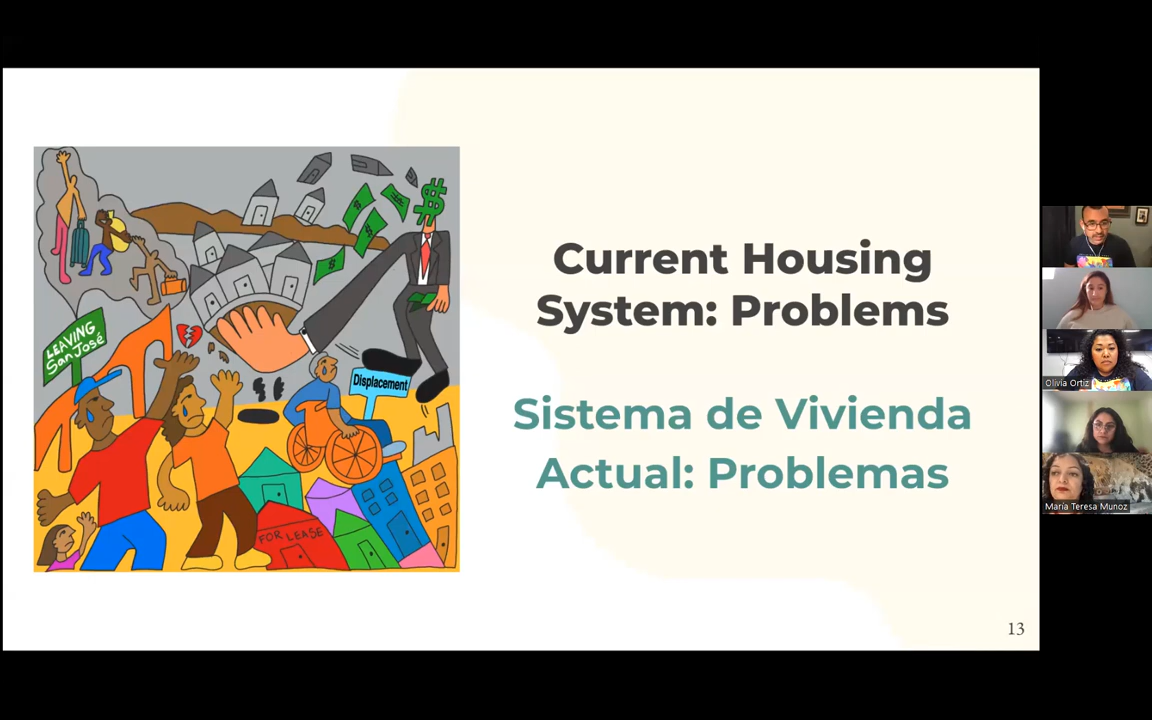 LEAVING
San José
$
$
$
$
Displacement
FOR LEASE
Current Housing
System: Problems
Sistema de Vivienda
Actual: Problemas
13
Olivia Ortiz
María Teresa Munoz